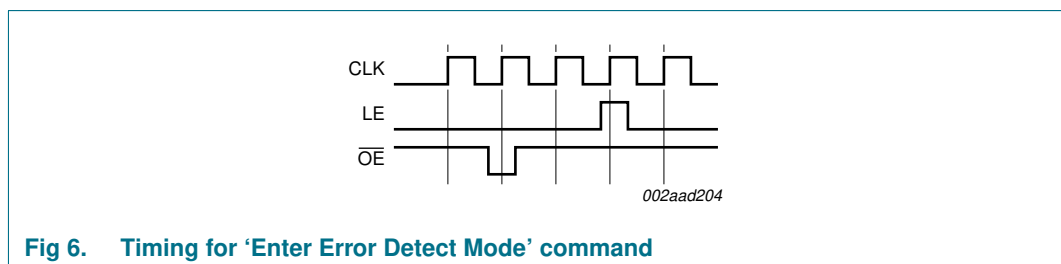 CLK
LE
OE
002aad204
Fig 6. Timing for ‘Enter Error Detect Mode’ command